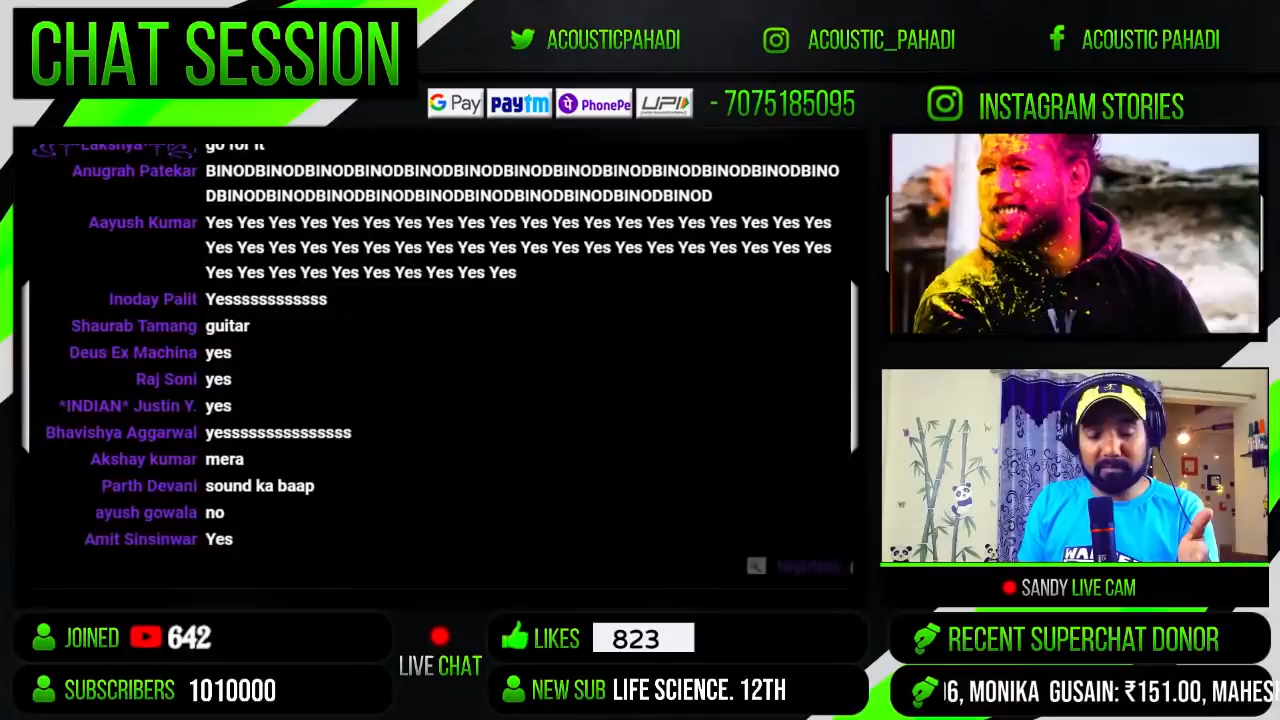 CHAT SESSION
ACOUSTICPAHADI
ACOUSTIC_PAHADI
ACOUSTIC PAHADI
G Pay paytm PhonePe UPI - 7075185095
INSTAGRAM STORIES
Lakshya go for it
Anugrah Patekar BINODBINODBINODBINODBINODBINODBINODBINODBINODBINODBINODBINODBINO
DBINODBINODBINODBINODBINODBINODBINODBINODBINODBINOD
Aayush Kumar Yes Yes Yes Yes Yes Yes Yes Yes Yes Yes Yes Yes Yes Yes Yes Yes Yes Yes Yes Yes
Yes Yes Yes Yes Yes Yes Yes Yes Yes Yes Yes Yes Yes Yes Yes Yes Yes Yes Yes Yes
Yes Yes Yes Yes Yes Yes Yes Yes Yes Yes
Inoday Palit Yessssssssssss
Shaurab Tamang guitar
Deus Ex Machina yes
Raj Soni yes
*INDIAN* Justin Y. yes
Bhavishya Aggarwal yesssssssssssssss
Akshay kumar mera
Parth Devani sound ka baap
ayush gowala no
Amit Sinsinwar Yes
SANDY LIVE CAM
JOINED 642
LIVE CHAT
LIKES 823
RECENT SUPERCHAT DONOR
SUBSCRIBERS 1010000
NEW SUB LIFE SCIENCE. 12TH
6, MONIKA GUSAIN: ₹151.00, MAHES